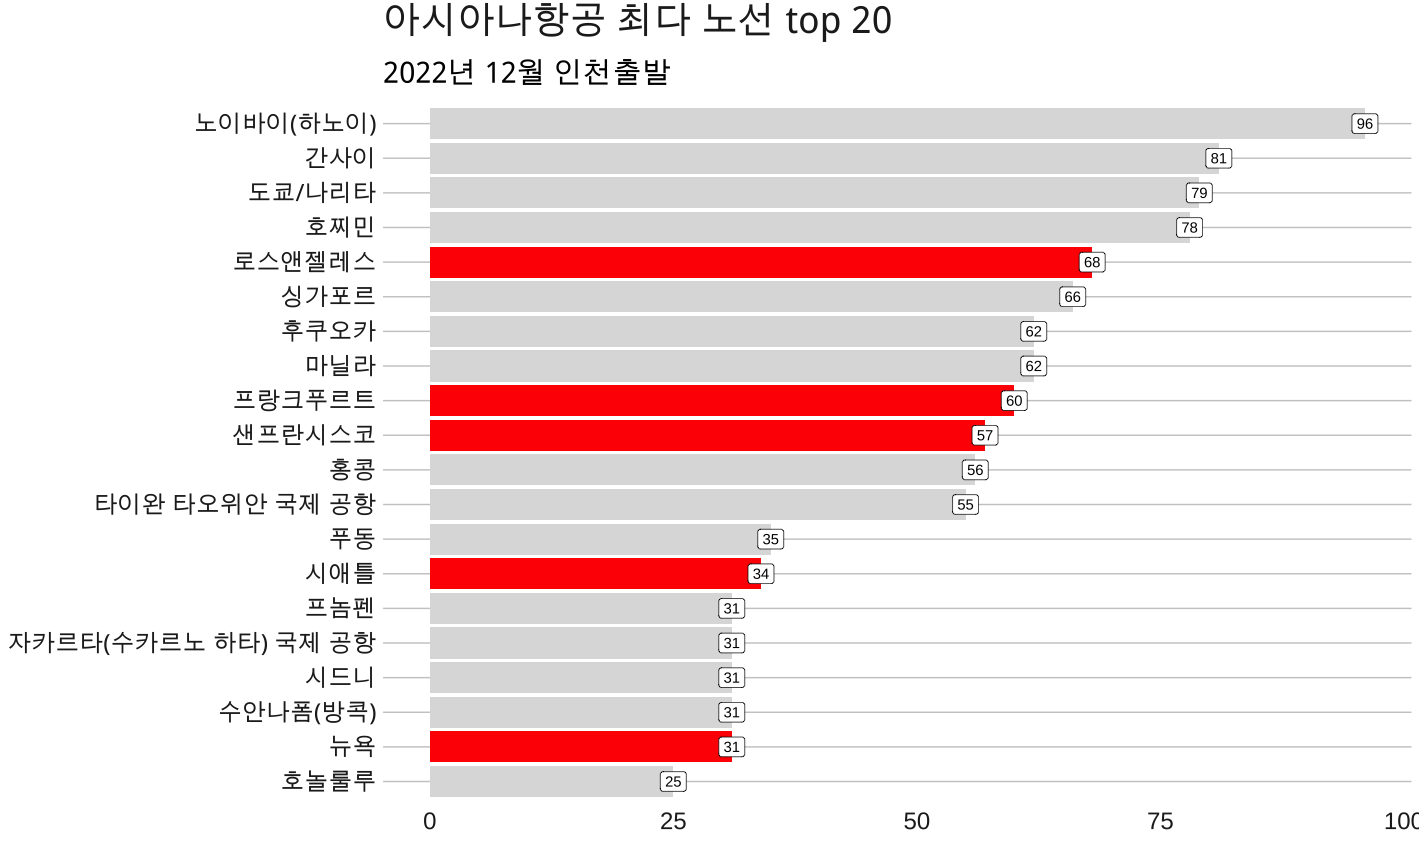 아시아나항공 최다 노선 top 20
2022년 12월 인천출발
노이바이(하노이) 96
간사이 81
도쿄/나리타 79
호찌민 78
로스앤젤레스 68
싱가포르 66
후쿠오카 62
마닐라 62
프랑크푸르트 60
샌프란시스코 57
홍콩 56
타이완 타오위안 국제 공항 55
푸동 35
시애틀 34
프놈펜 31
자카르타(수카르노 하타) 국제 공항 31
시드니 31
수안나폼(방콕) 31
뉴욕 31
호놀룰루 25
0 25 50 75 100